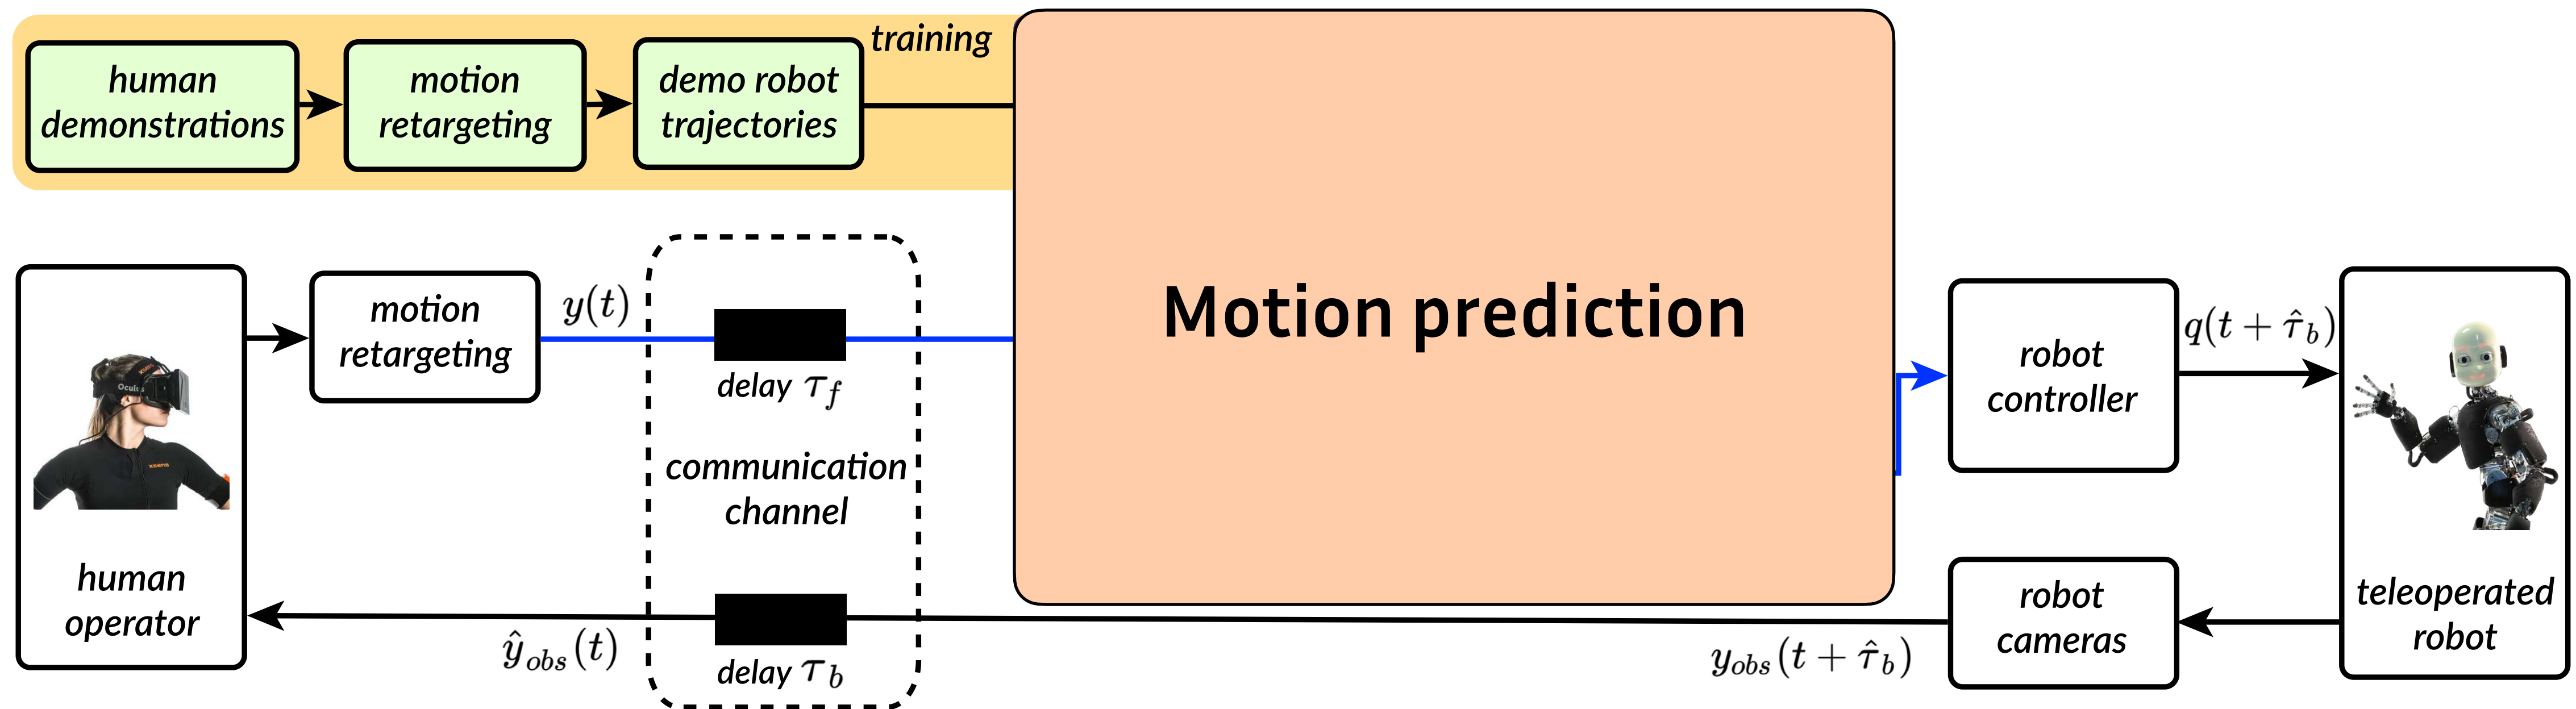 training
human
demonstrations
motion
retargeting
demo robot
trajectories
Motion prediction
human
operator
motion
retargeting
y(t)
delay τ_f
communication
channel
delay τ_b
ŷ_obs(t)
y_obs(t + τ̂_b)
robot
controller
q(t + τ̂_b)
robot
cameras
teleoperated
robot
xsens